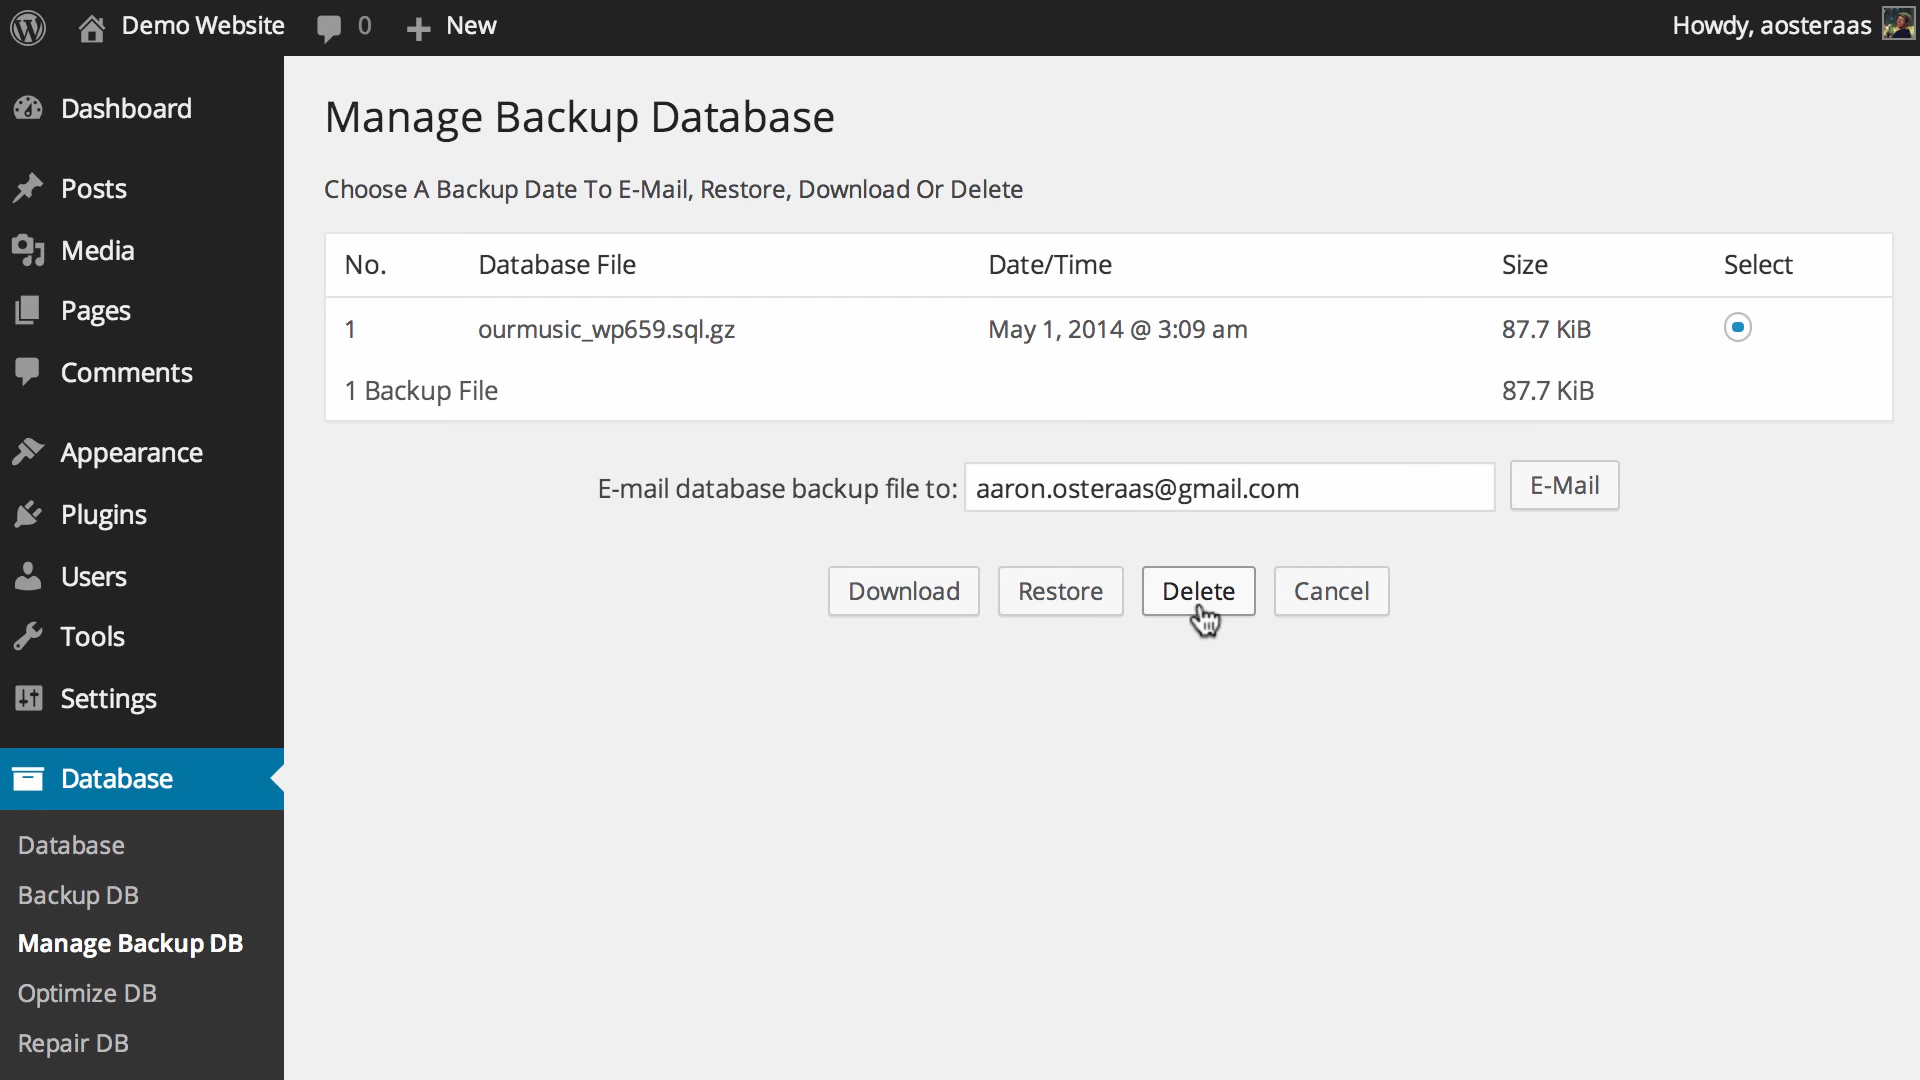 Demo Website 0 New Howdy, aosteraas
Dashboard
Posts
Media
Pages
Comments
Appearance
Plugins
Users
Tools
Settings
Database
Database
Backup DB
Manage Backup DB
Optimize DB
Repair DB
Manage Backup Database
Choose A Backup Date To E-Mail, Restore, Download Or Delete
No. Database File Date/Time Size Select
1 ourmusic_wp659.sql.gz May 1, 2014 @ 3:09 am 87.7 KiB
1 Backup File 87.7 KiB
E-mail database backup file to: aaron.osteraas@gmail.com E-Mail
Download Restore Delete Cancel